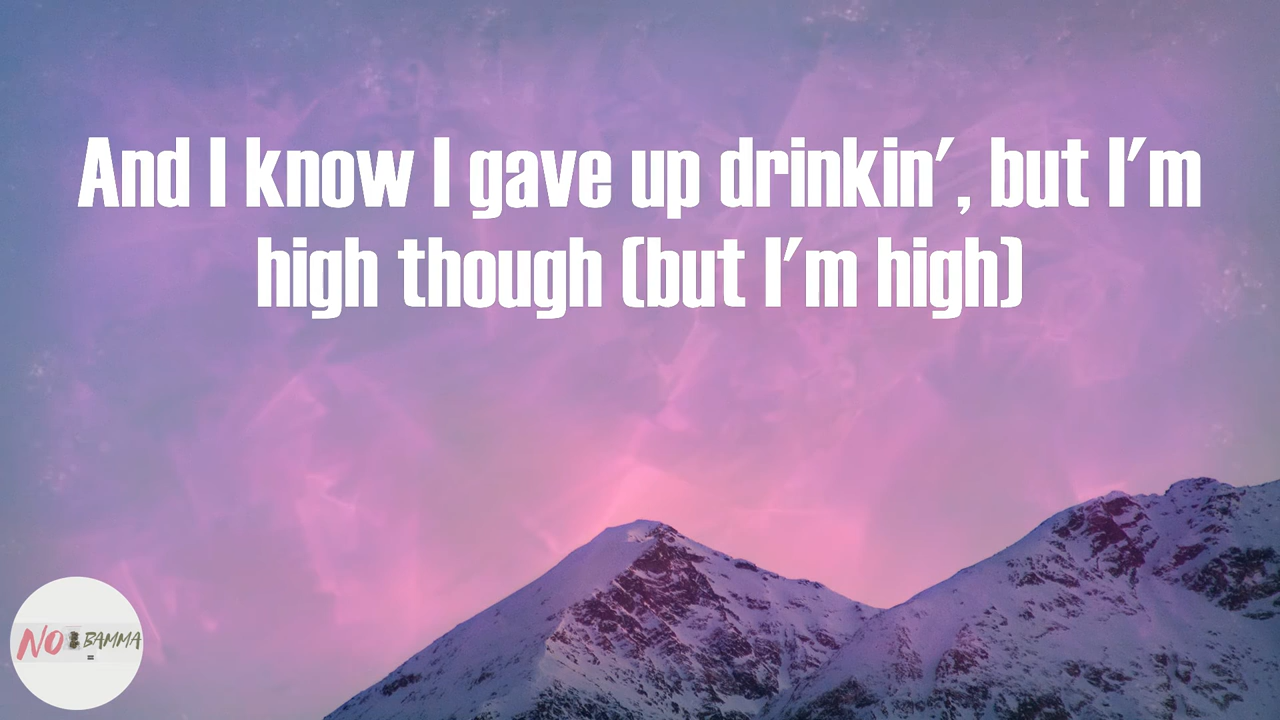 And I know I gave up drinkin', but I'm
high though (but I'm high)
NO BAMMA